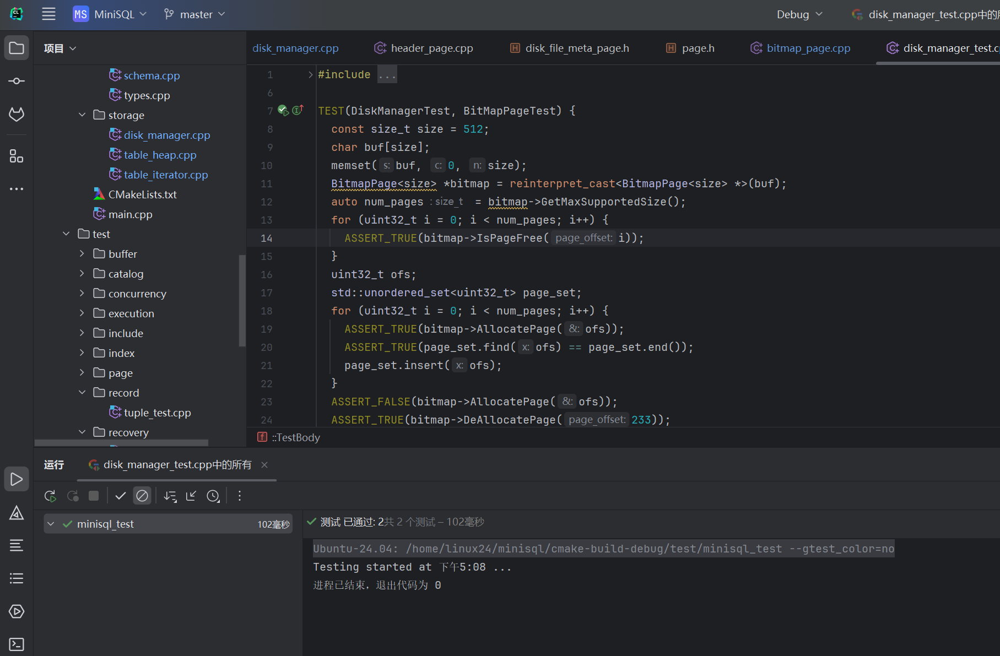 CL
MS MiniSQL master Debug disk_manager_test.cpp中的所
项目
disk_manager.cpp header_page.cpp H disk_file_meta_page.h H page.h bitmap_page.cpp disk_manager_test.c
schema.cpp
types.cpp
storage
disk_manager.cpp
table_heap.cpp
table_iterator.cpp
CMakeLists.txt
main.cpp
test
buffer
catalog
concurrency
execution
include
index
page
record
tuple_test.cpp
recovery
1 #include ...
6
7 TEST(DiskManagerTest, BitMapPageTest) {
8 const size_t size = 512;
9 char buf[size];
10 memset( s: buf, c: 0, n: size);
11 BitmapPage<size> *bitmap = reinterpret_cast<BitmapPage<size> *>(buf);
12 auto num_pages : size_t = bitmap->GetMaxSupportedSize();
13 for (uint32_t i = 0; i < num_pages; i++) {
14 ASSERT_TRUE(bitmap->IsPageFree( page_offset: i));
15 }
16 uint32_t ofs;
17 std::unordered_set<uint32_t> page_set;
18 for (uint32_t i = 0; i < num_pages; i++) {
19 ASSERT_TRUE(bitmap->AllocatePage( &: ofs));
20 ASSERT_TRUE(page_set.find( x: ofs) == page_set.end());
21 page_set.insert( x: ofs);
22 }
23 ASSERT_FALSE(bitmap->AllocatePage( &: ofs));
24 ASSERT_TRUE(bitmap->DeAllocatePage( page_offset: 233));
f ::TestBody
运行 disk_manager_test.cpp中的所有
minisql_test 102毫秒
测试 已通过: 2共 2 个测试 – 102毫秒
Ubuntu-24.04: /home/linux24/minisql/cmake-build-debug/test/minisql_test --gtest_color=no
Testing started at 下午5:08 ...
进程已结束，退出代码为 0